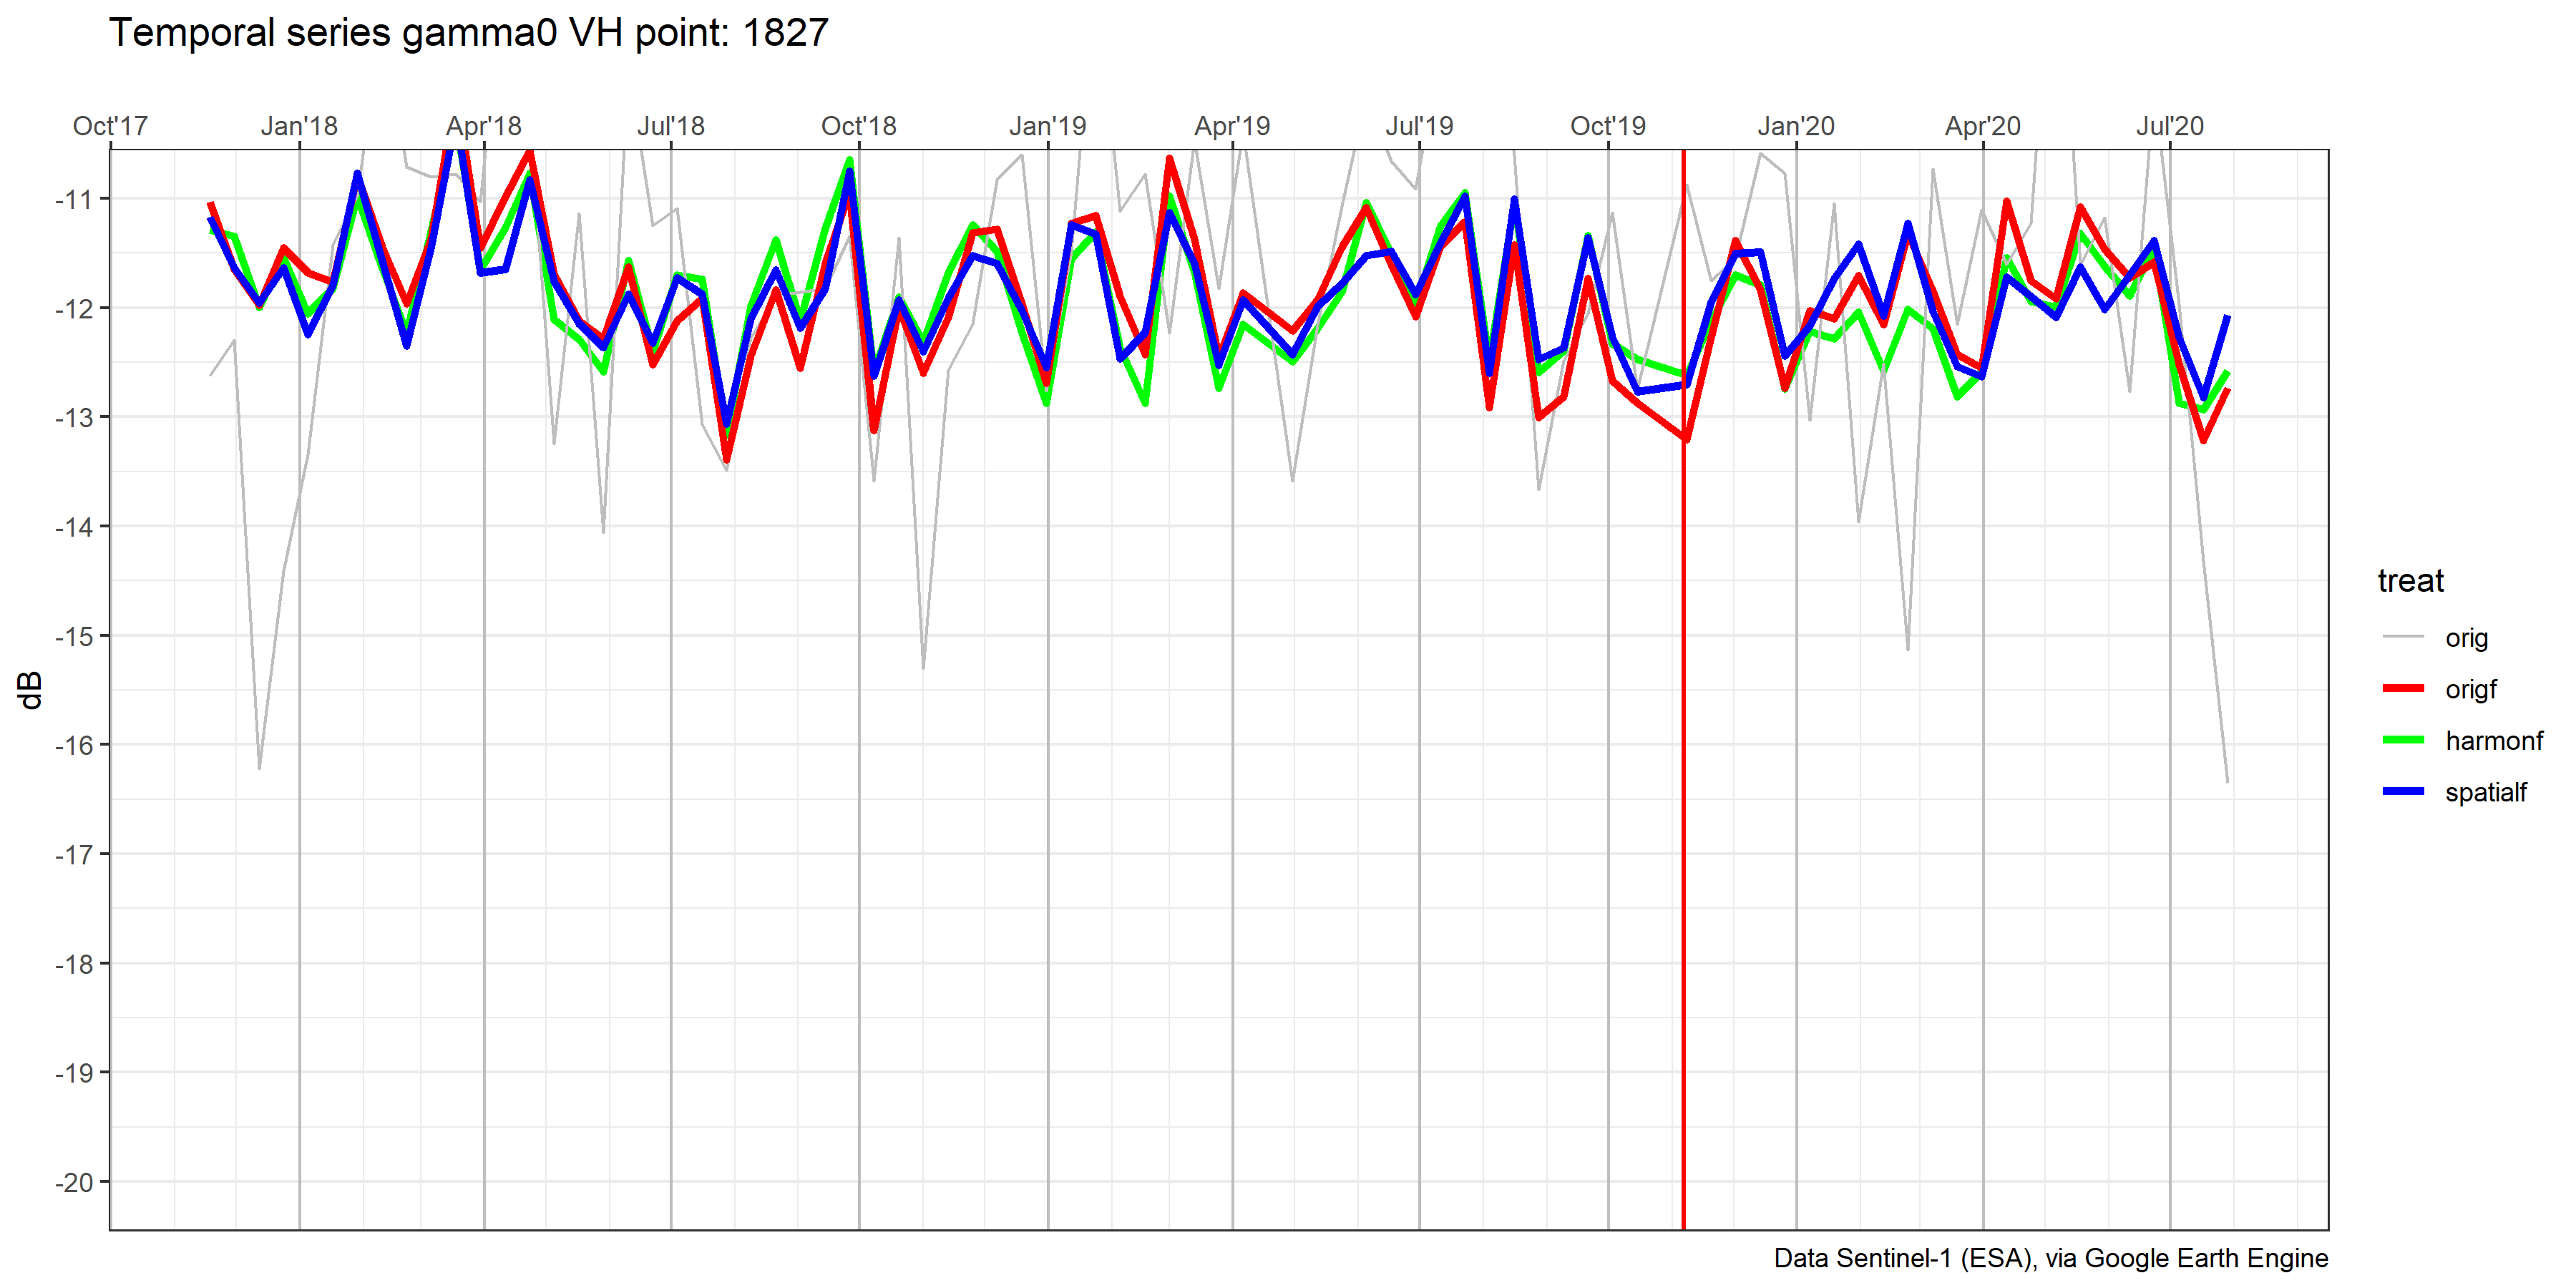 Temporal series gamma0 VH point: 1827
Oct'17 Jan'18 Apr'18 Jul'18 Oct'18 Jan'19 Apr'19 Jul'19 Oct'19 Jan'20 Apr'20 Jul'20
-11
-12
-13
-14
-15
-16
-17
-18
-19
-20
dB
treat
orig
origf
harmonf
spatialf
Data Sentinel-1 (ESA), via Google Earth Engine